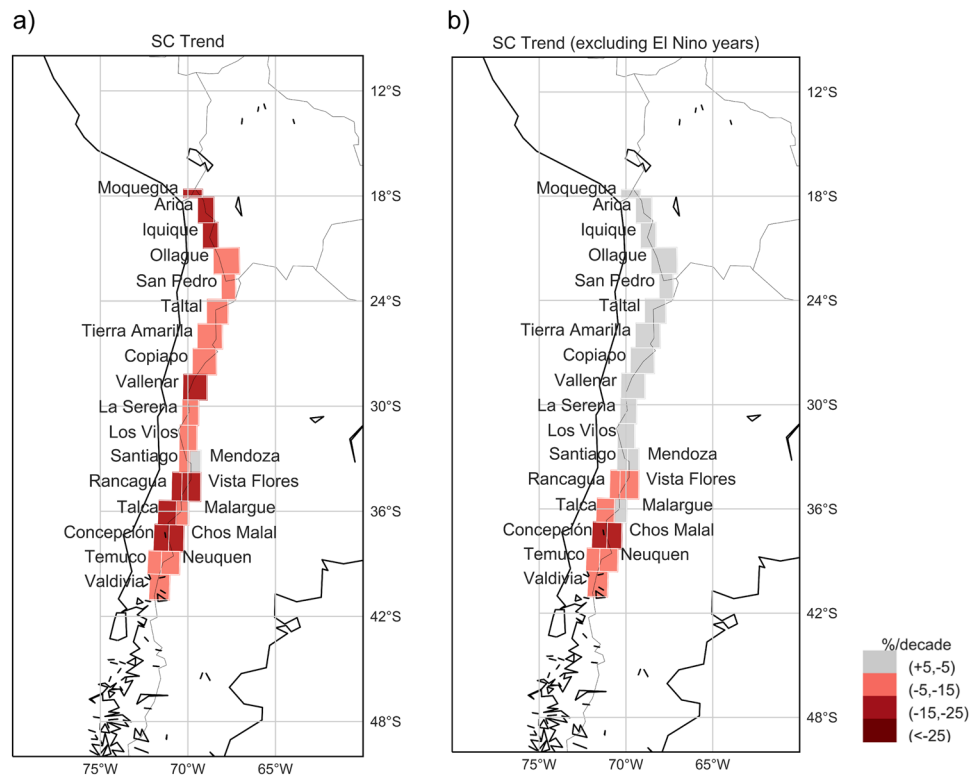 a)
SC Trend
12°S
Moquegua
18°S
Arica
Iquique
Ollague
San Pedro
24°S
Taltal
Tierra Amarilla
Copiapo
Vallenar
La Serena
30°S
Los Vilos
Santiago Mendoza
Rancagua Vista Flores
Talca Malargue
36°S
Concepción Chos Malal
Temuco Neuquen
Valdivia
42°S
48°S
75°W 70°W 65°W
b)
SC Trend (excluding El Nino years)
12°S
Moquegua
18°S
Arica
Iquique
Ollague
San Pedro
24°S
Taltal
Tierra Amarilla
Copiapo
Vallenar
La Serena
30°S
Los Vilos
Santiago Mendoza
Rancagua Vista Flores
Talca Malargue
36°S
Concepción Chos Malal
Temuco Neuquen
Valdivia
42°S
48°S
75°W 70°W 65°W
%/decade
(+5,-5)
(-5,-15)
(-15,-25)
(<-25)